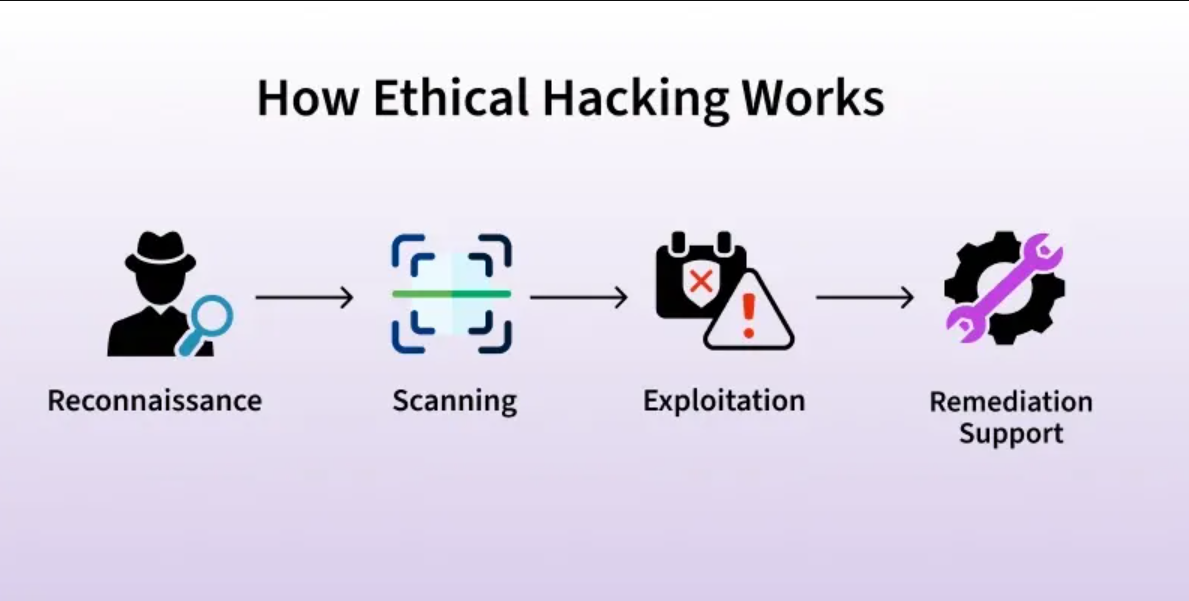 How Ethical Hacking Works
Reconnaissance
Scanning
Exploitation
Remediation
Support